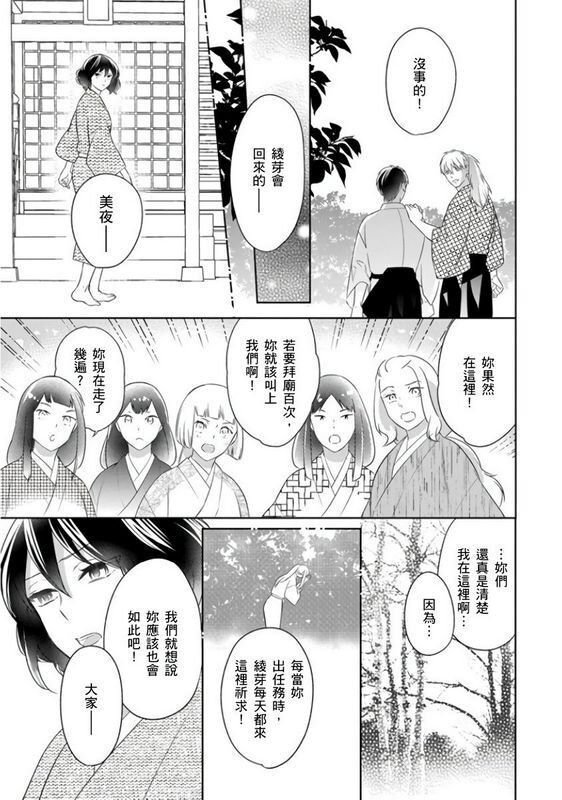 沒事的！
綾芽會
回來的──
美夜──
妳果然
在這裡！
若要拜廟百次，
妳就該叫上
我們啊！
妳現在走了
幾遍？
…妳們
還真是清楚
我在這裡啊…
因為…
每當妳
出任務時，
綾芽每天都來
這裡祈求！
我們就想說
妳應該也會
如此吧！
大家──